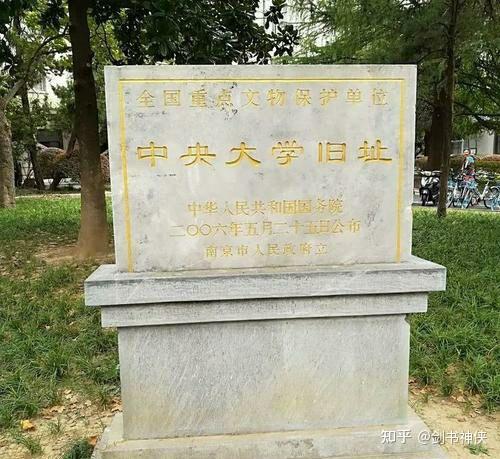 全国重点文物保护单位
中央大学旧址
中华人民共和国国务院
二〇〇六年五月二十五日公布
南京市人民政府立
知乎 @剑书神侠